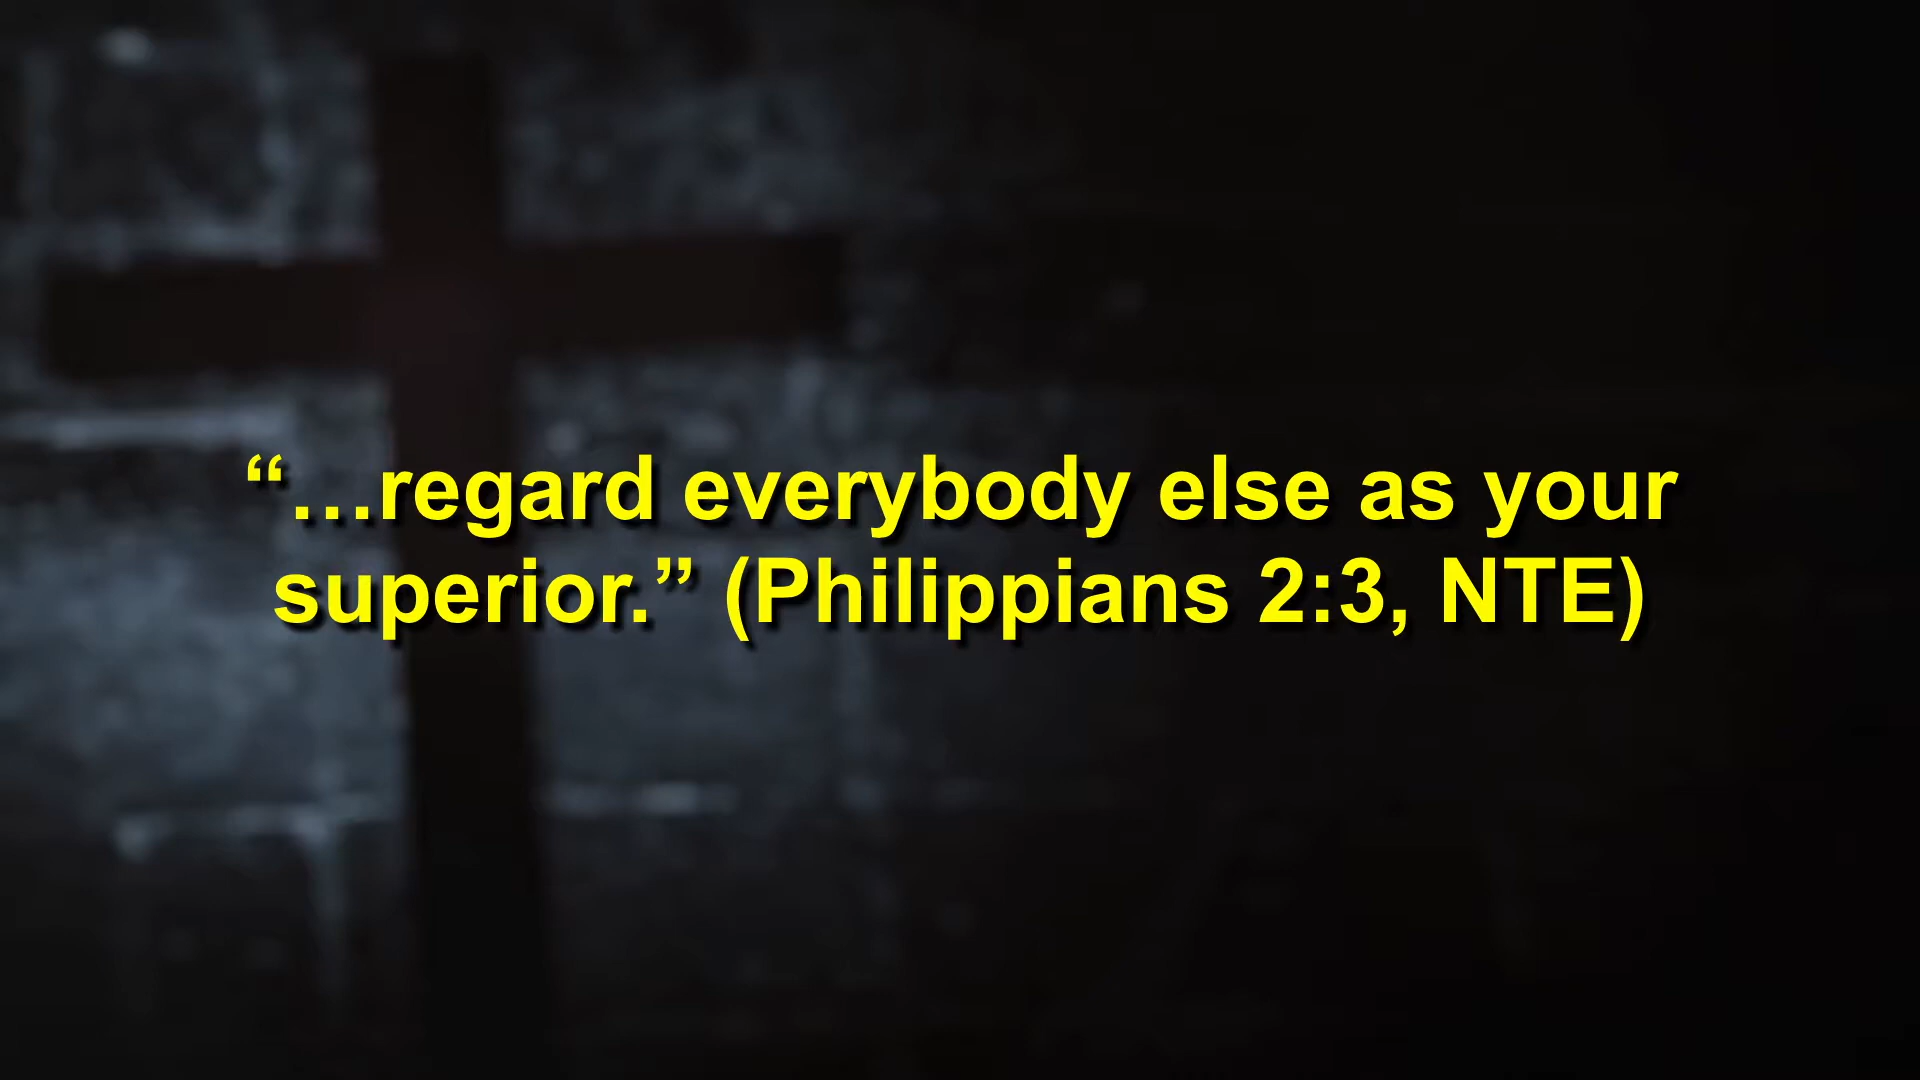 “…regard everybody else as your
superior.” (Philippians 2:3, NTE)